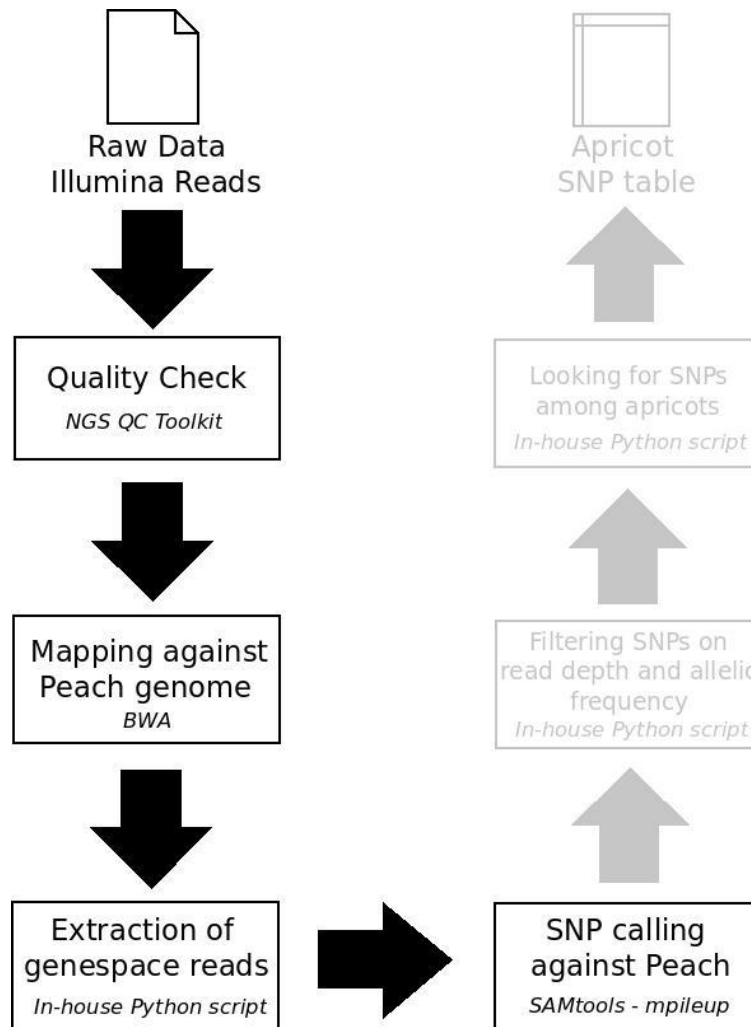 Raw Data
Illumina Reads
Quality Check
NGS QC Toolkit
Mapping against
Peach genome
BWA
Extraction of
genespace reads
In-house Python script
SNP calling
against Peach
SAMtools - mpileup
Filtering SNPs on
read depth and allelic
frequency
In-house Python script
Looking for SNPs
among apricots
In-house Python script
Apricot
SNP table